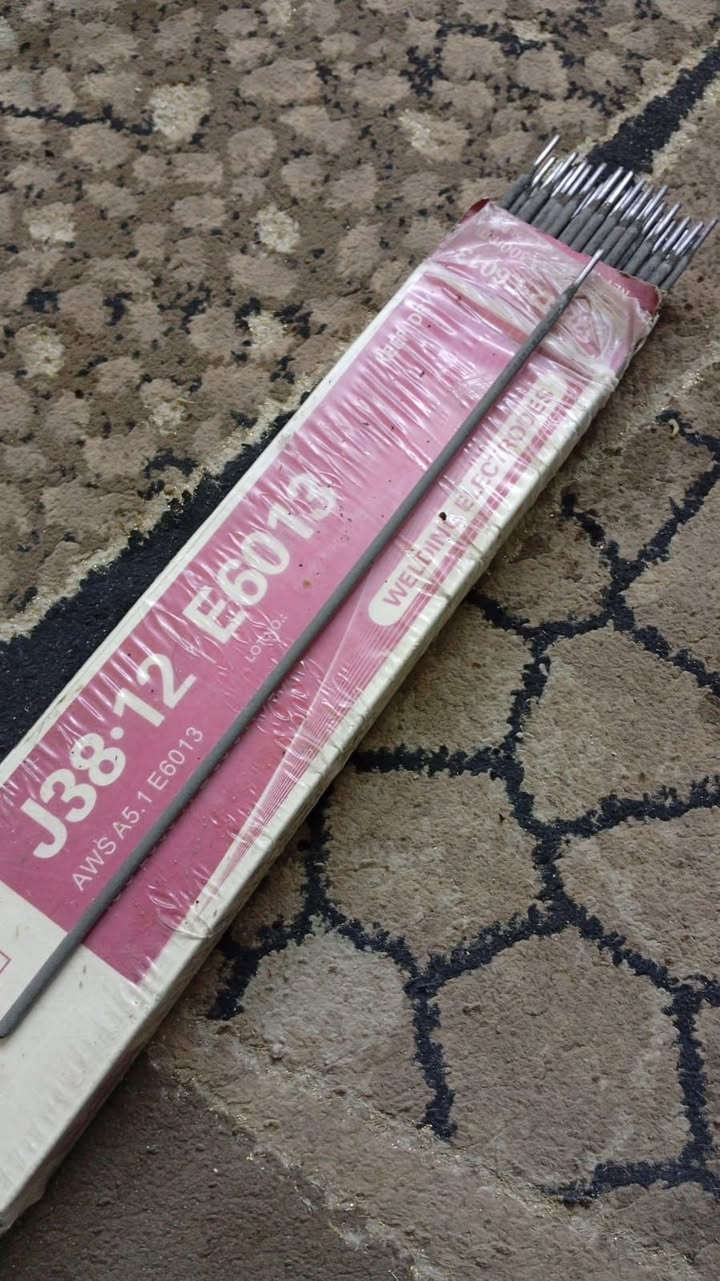 J38·12 E6013
AWS A5.1 E6013
WELDING ELECTRODES